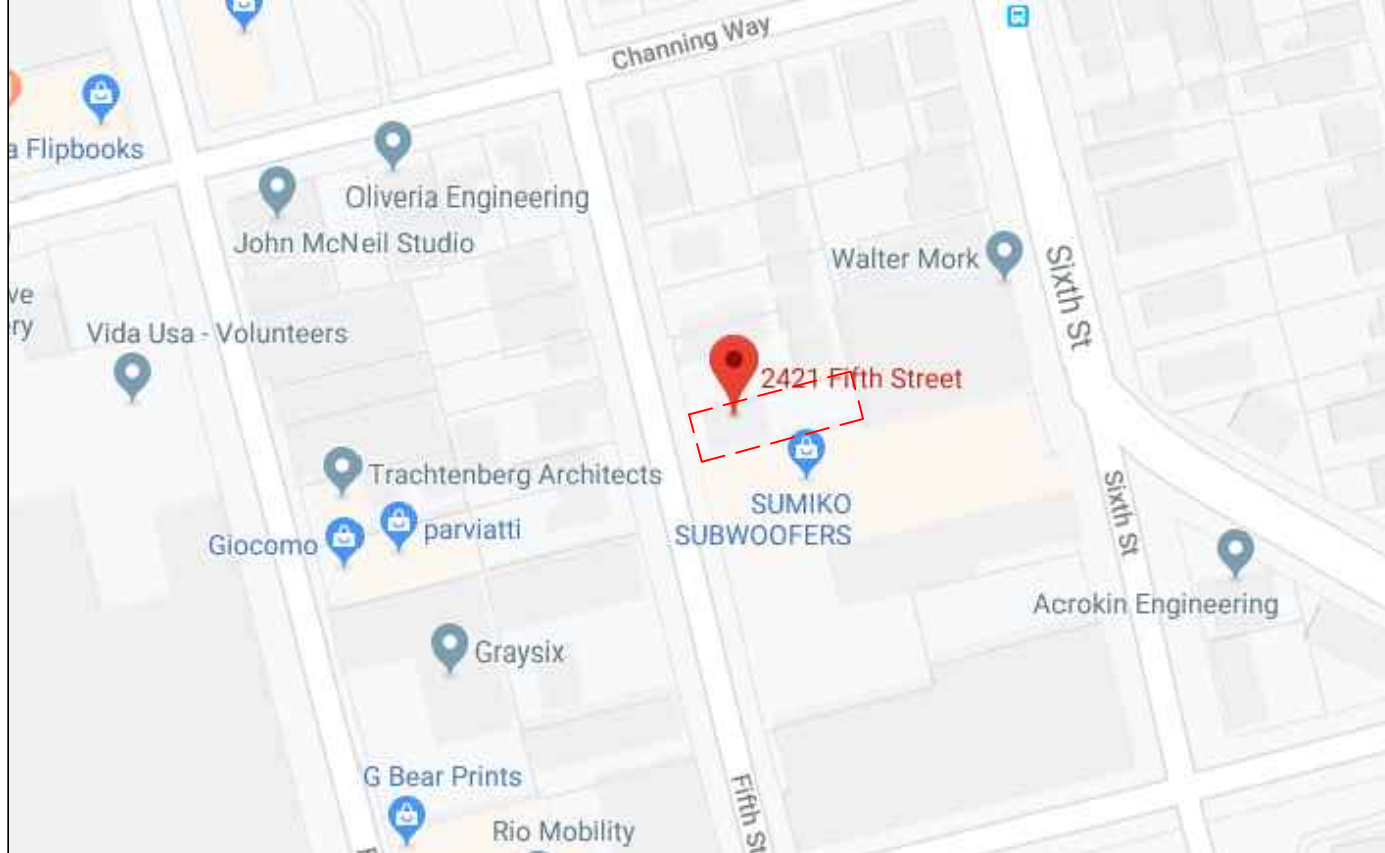 Channing Way
a Flipbooks
Oliveria Engineering
John McNeil Studio
Walter Mork
Sixth St
ve
ry
Vida Usa - Volunteers
2421 Fifth Street
Trachtenberg Architects
SUMIKO
SUBWOOFERS
Sixth St
Giocomo
parviatti
Acrokin Engineering
Graysix
G Bear Prints
Fifth St
Rio Mobility